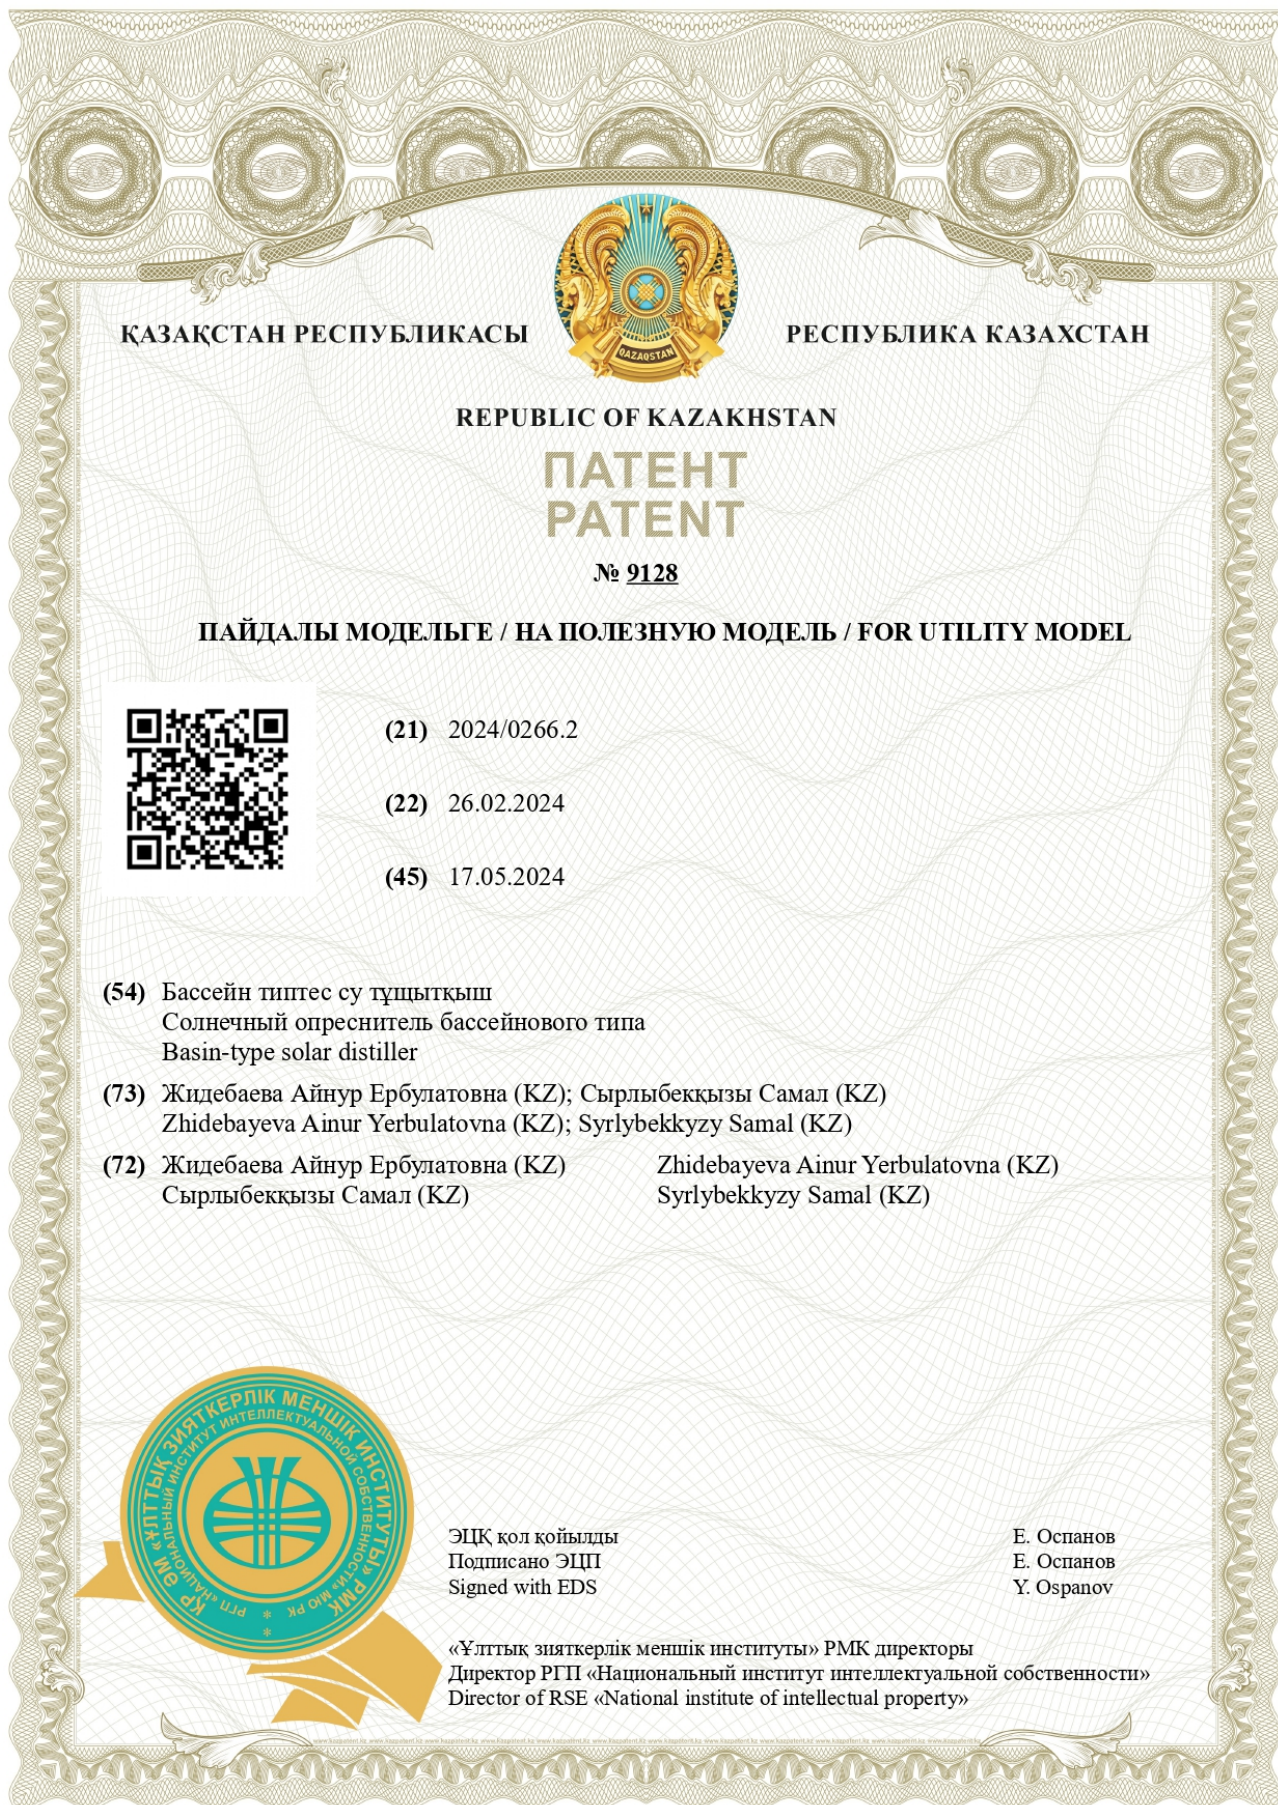 ҚАЗАҚСТАН РЕСПУБЛИКАСЫ
РЕСПУБЛИКА КАЗАХСТАН
QAZAQSTAN
REPUBLIC OF KAZAKHSTAN
ПАТЕНТ
PATENT
№ 9128
ПАЙДАЛЫ МОДЕЛЬГЕ / НА ПОЛЕЗНУЮ МОДЕЛЬ / FOR UTILITY MODEL
(21) 2024/0266.2
(22) 26.02.2024
(45) 17.05.2024
(54) Бассейн типтес су тұщытқыш
Солнечный опреснитель бассейнового типа
Basin-type solar distiller
(73) Жидебаева Айнур Ербулатовна (KZ); Сырлыбекқызы Самал (KZ)
Zhidebayeva Ainur Yerbulatovna (KZ); Syrlybekkyzy Samal (KZ)
(72) Жидебаева Айнур Ербулатовна (KZ) Zhidebayeva Ainur Yerbulatovna (KZ)
Сырлыбекқызы Самал (KZ) Syrlybekkyzy Samal (KZ)
ҚР ӘМ «ҰЛТТЫҚ ЗИЯТКЕРЛІК МЕНШІК ИНСТИТУТЫ» РМК
РГП «НАЦИОНАЛЬНЫЙ ИНСТИТУТ ИНТЕЛЛЕКТУАЛЬНОЙ СОБСТВЕННОСТИ» МЮ РК
ЭЦҚ қол қойылды Е. Оспанов
Подписано ЭЦП Е. Оспанов
Signed with EDS Y. Ospanov
«Ұлттық зияткерлік меншік институты» РМК директоры
Директор РГП «Национальный институт интеллектуальной собственности»
Director of RSE «National institute of intellectual property»